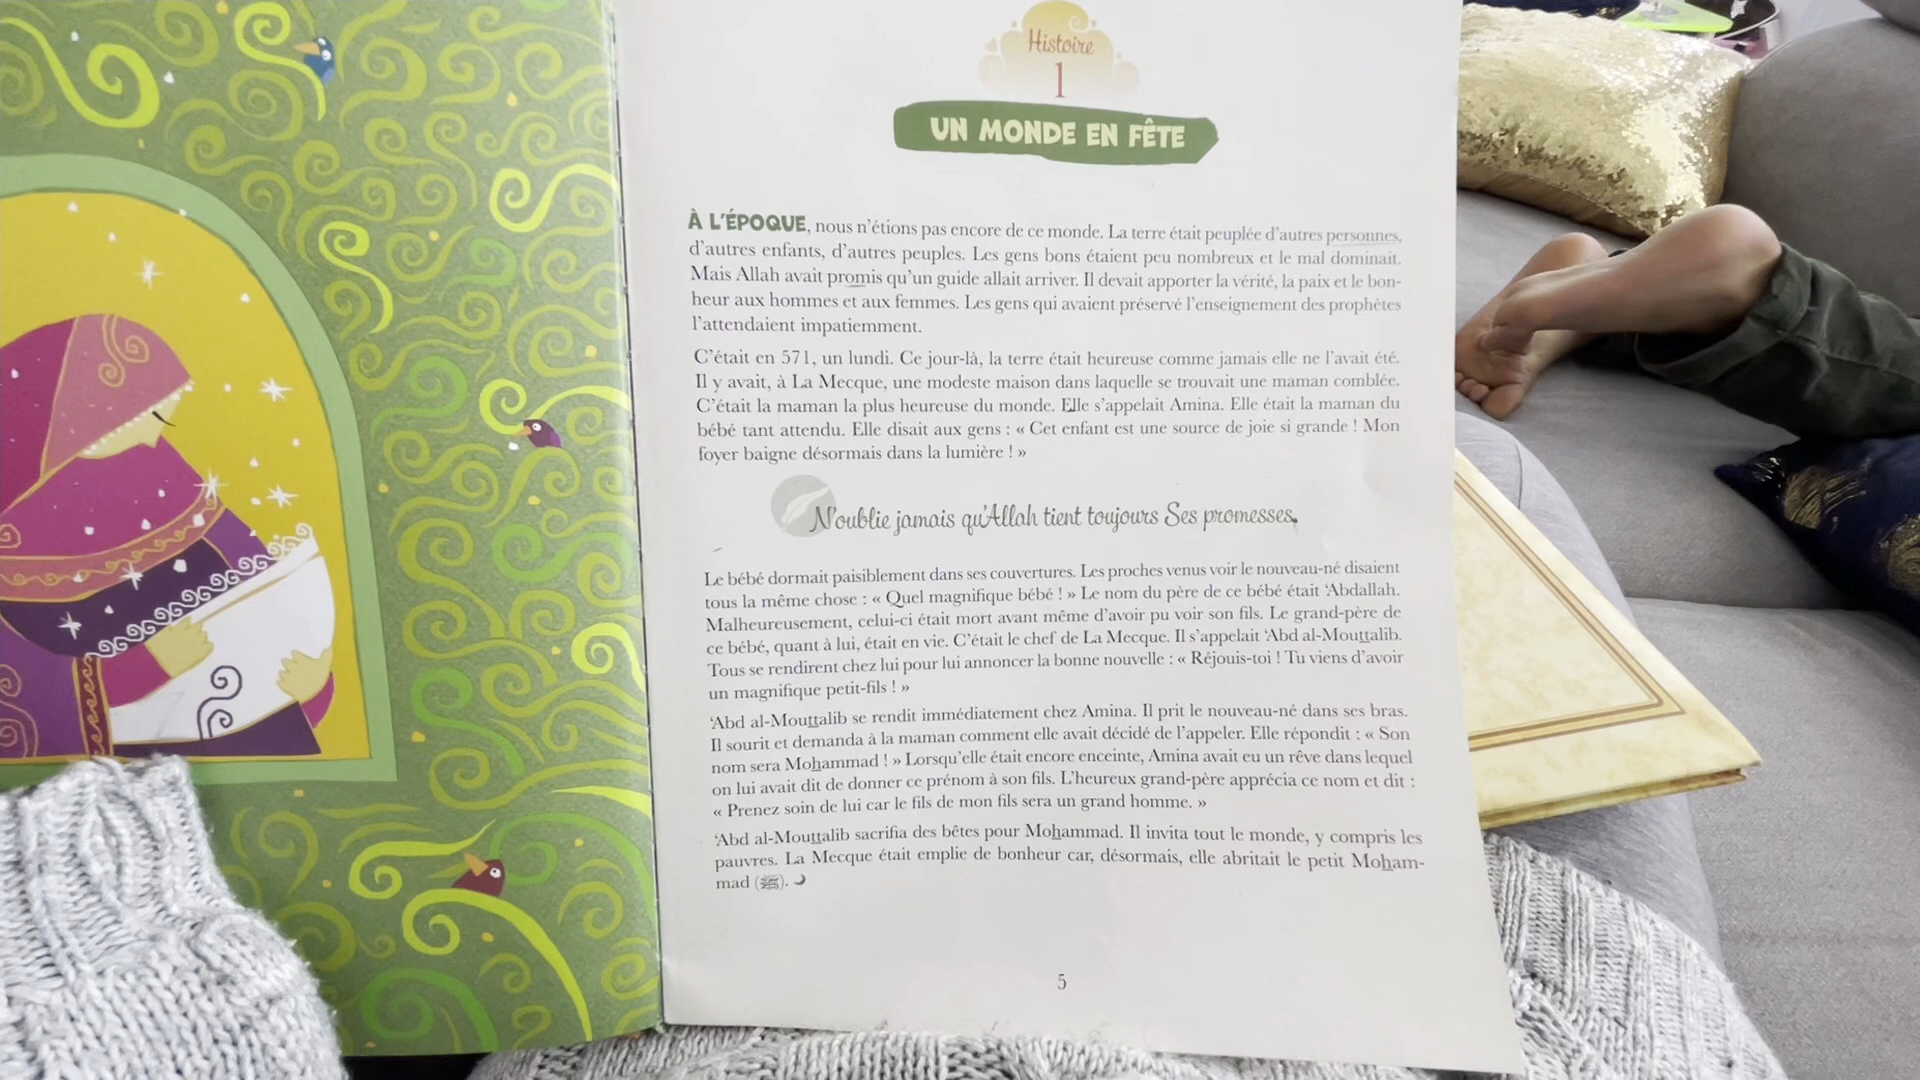 Histoire
1
UN MONDE EN FÊTE
À L'ÉPOQUE, nous n'étions pas encore de ce monde. La terre était peuplée d'autres personnes,
d'autres enfants, d'autres peuples. Les gens bons étaient peu nombreux et le mal dominait.
Mais Allah avait promis qu'un guide allait arriver. Il devait apporter la vérité, la paix et le bon-
heur aux hommes et aux femmes. Les gens qui avaient préservé l'enseignement des prophètes
l'attendaient impatiemment.
C'était en 571, un lundi. Ce jour-là, la terre était heureuse comme jamais elle ne l'avait été.
Il y avait, à La Mecque, une modeste maison dans laquelle se trouvait une maman comblée.
C'était la maman la plus heureuse du monde. Elle s'appelait Amina. Elle était la maman du
bébé tant attendu. Elle disait aux gens : « Cet enfant est une source de joie si grande ! Mon
foyer baigne désormais dans la lumière ! »
N'oublie jamais qu'Allah tient toujours Ses promesses.
Le bébé dormait paisiblement dans ses couvertures. Les proches venus voir le nouveau-né disaient
tous la même chose : « Quel magnifique bébé ! » Le nom du père de ce bébé était ‘Abdallah.
Malheureusement, celui-ci était mort avant même d'avoir pu voir son fils. Le grand-père de
ce bébé, quant à lui, était en vie. C'était le chef de La Mecque. Il s'appelait ‘Abd al-Mouttalib.
Tous se rendirent chez lui pour lui annoncer la bonne nouvelle : « Réjouis-toi ! Tu viens d'avoir
un magnifique petit-fils ! »
‘Abd al-Mouttalib se rendit immédiatement chez Amina. Il prit le nouveau-né dans ses bras.
Il sourit et demanda à la maman comment elle avait décidé de l'appeler. Elle répondit : « Son
nom sera Mohammad ! » Lorsqu'elle était encore enceinte, Amina avait eu un rêve dans lequel
on lui avait dit de donner ce prénom à son fils. L'heureux grand-père apprécia ce nom et dit :
« Prenez soin de lui car le fils de mon fils sera un grand homme. »
‘Abd al-Mouttalib sacrifia des bêtes pour Mohammad. Il invita tout le monde, y compris les
pauvres. La Mecque était emplie de bonheur car, désormais, elle abritait le petit Moham-
mad (ﷺ).
5